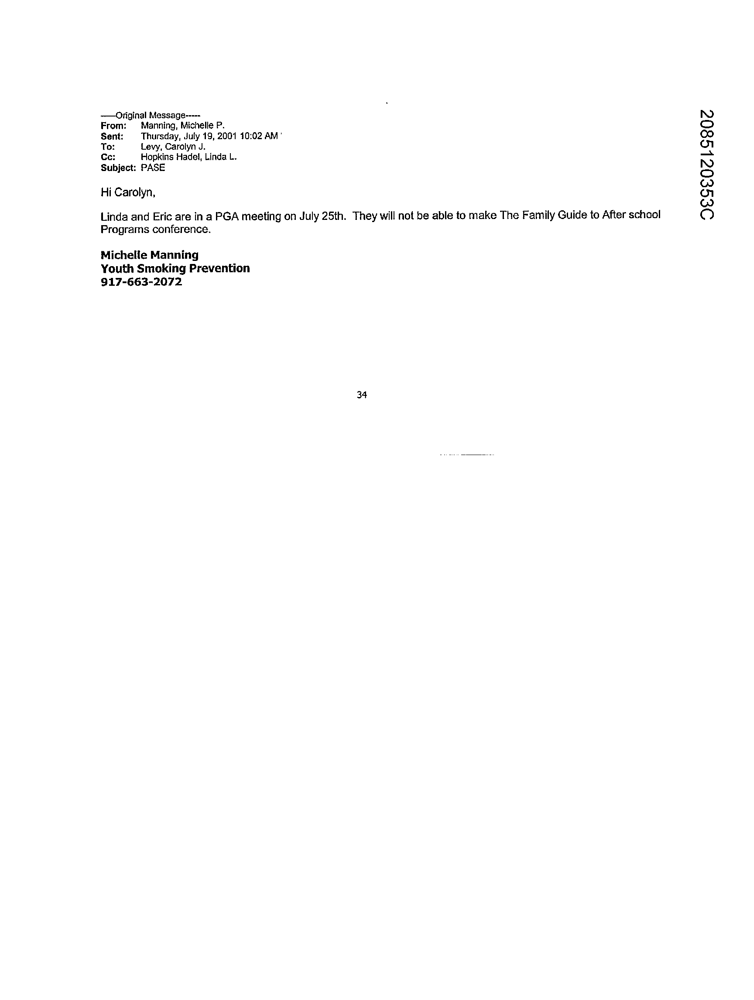 -----Original Message-----
From: Manning, Michelle P.
Sent: Thursday, July 19, 2001 10:02 AM
To: Levy, Carolyn J.
Cc: Hopkins Hadel, Linda L.
Subject: PASE
Hi Carolyn,
Linda and Eric are in a PGA meeting on July 25th. They will not be able to make The Family Guide to After school
Programs conference.
Michelle Manning
Youth Smoking Prevention
917-663-2072
34
2085120353C